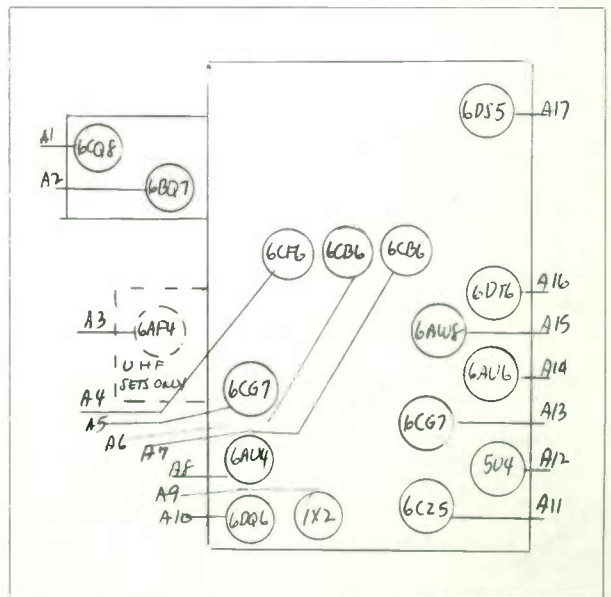 6DS5 A17
A1 6CQ8
A2 6BQ7
6CF6 6CB6 6CB6
6DT6 A16
A3 6AF4
6AW8 A15
UHF
SETS ONLY
6AU6 A14
A4
6CG7
A5
6CG7 A13
A6
A7
A8 6AU4
5U4 A12
A9
A10 6DQ6 1X2
6CZ5 A11